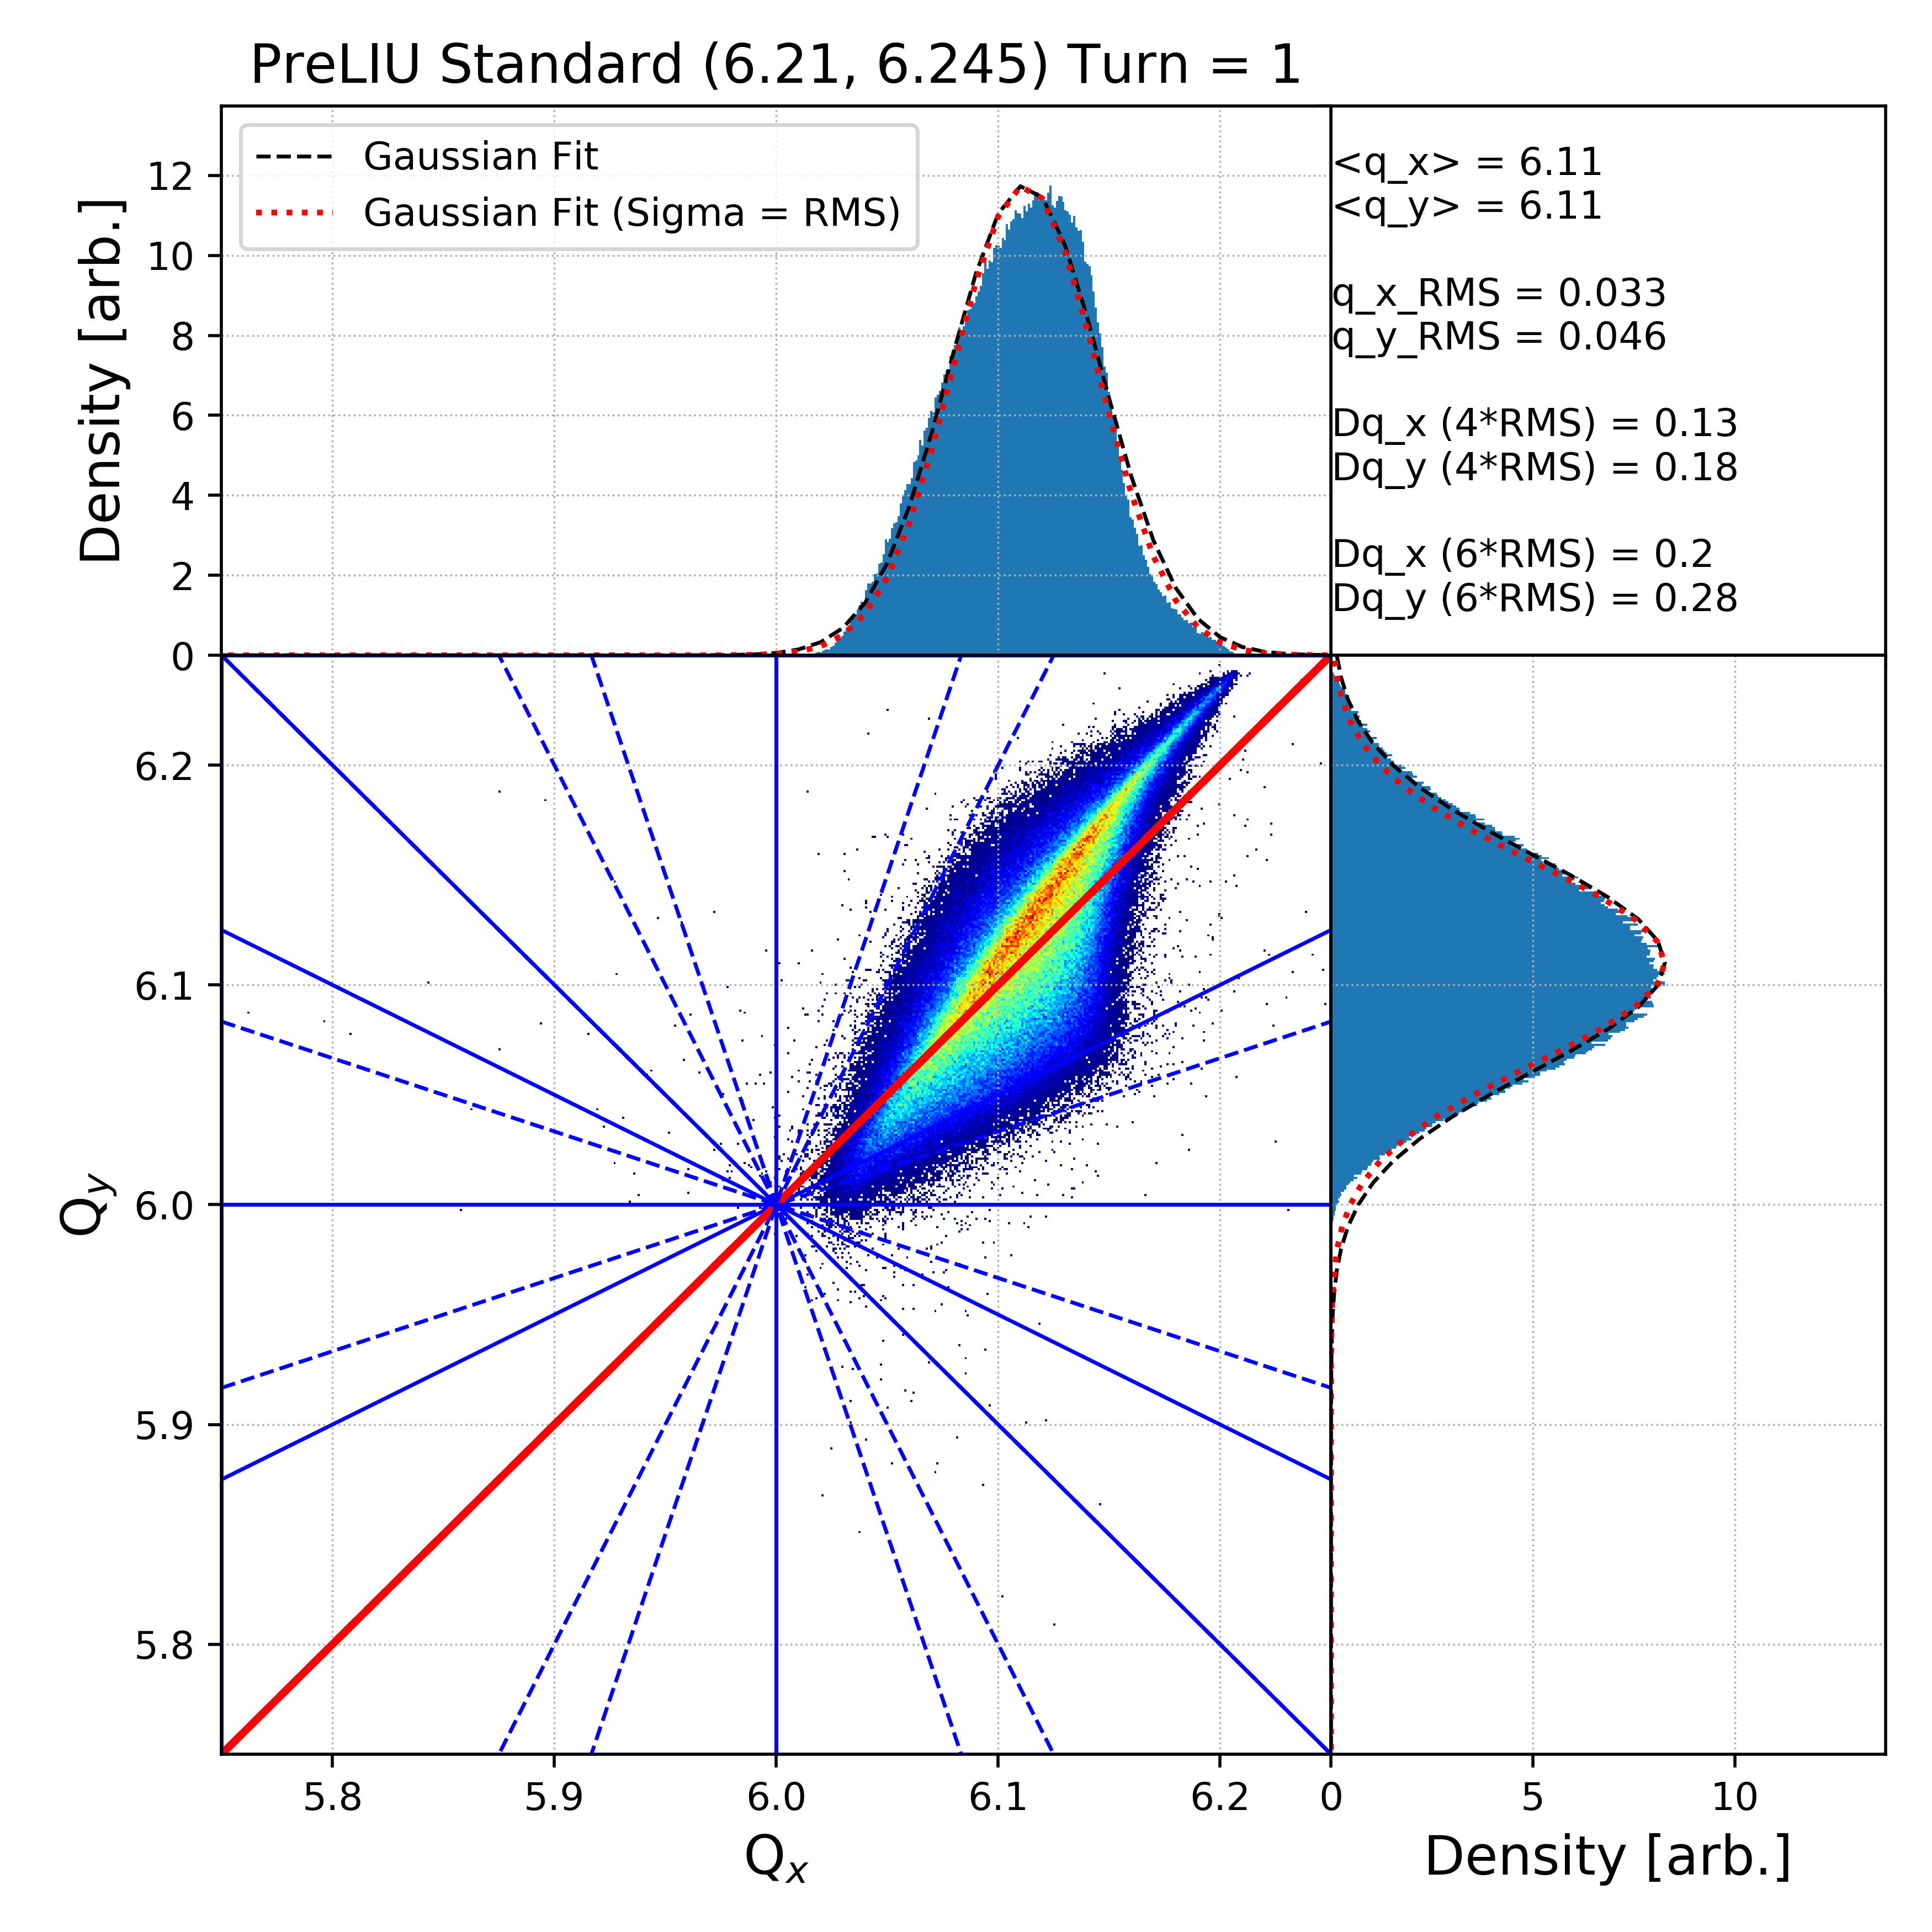 PreLIU Standard (6.21, 6.245) Turn = 1
Gaussian Fit
Gaussian Fit (Sigma = RMS)
Density [arb.]
12
10
8
6
4
2
0
<q_x> = 6.11
<q_y> = 6.11
q_x_RMS = 0.033
q_y_RMS = 0.046
Dq_x (4*RMS) = 0.13
Dq_y (4*RMS) = 0.18
Dq_x (6*RMS) = 0.2
Dq_y (6*RMS) = 0.28
Qy
6.2
6.1
6.0
5.9
5.8
5.8 5.9 6.0 6.1 6.2 0 5 10
Qx
Density [arb.]